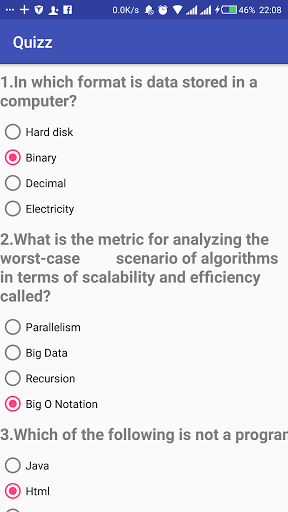 0.0K/s 46% 22:08
Quizz
1.In which format is data stored in a
computer?
Hard disk
Binary
Decimal
Electricity
2.What is the metric for analyzing the
worst-case scenario of algorithms
in terms of scalability and efficiency
called?
Parallelism
Big Data
Recursion
Big O Notation
3.Which of the following is not a progran
Java
Html